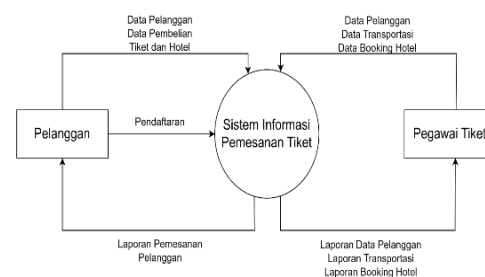 Data Pelanggan
Data Pembelian
Tiket dan Hotel
Data Pelanggan
Data Transportasi
Data Booking Hotel
Pelanggan
Pendaftaran
Sistem Informasi
Pemesanan Tiket
Pegawai Tiket
Laporan Pemesanan
Pelanggan
Laporan Data Pelanggan
Laporan Transportasi
Laporan Booking Hotel